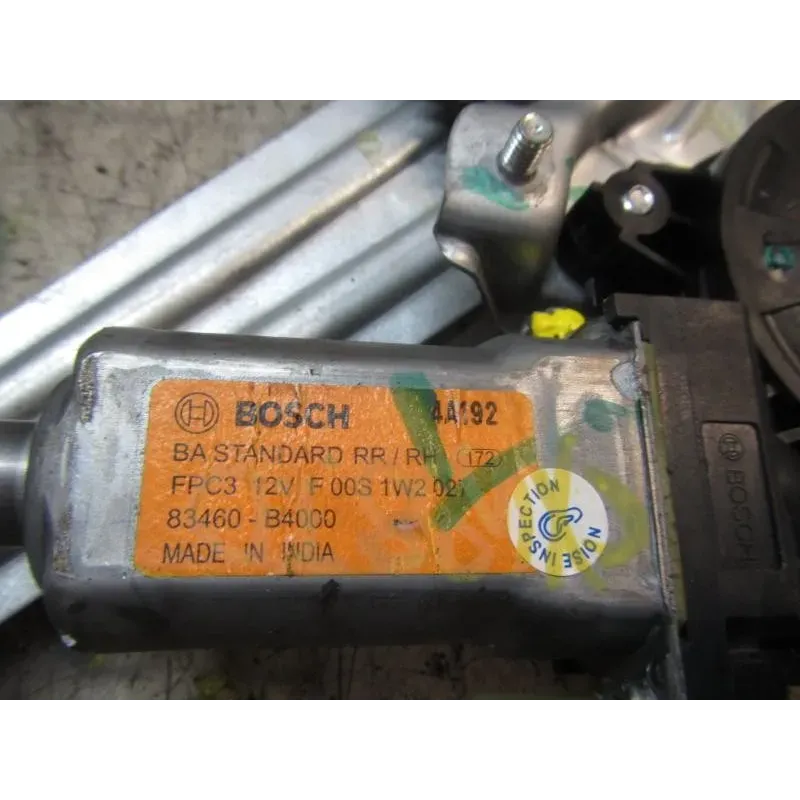 BOSCH 4A192
BA STANDARD RR / RH 172
FPC3 12V F 00S 1W2 02
83460 - B4000
MADE IN INDIA
NOISE INSPECTION
BOSCH